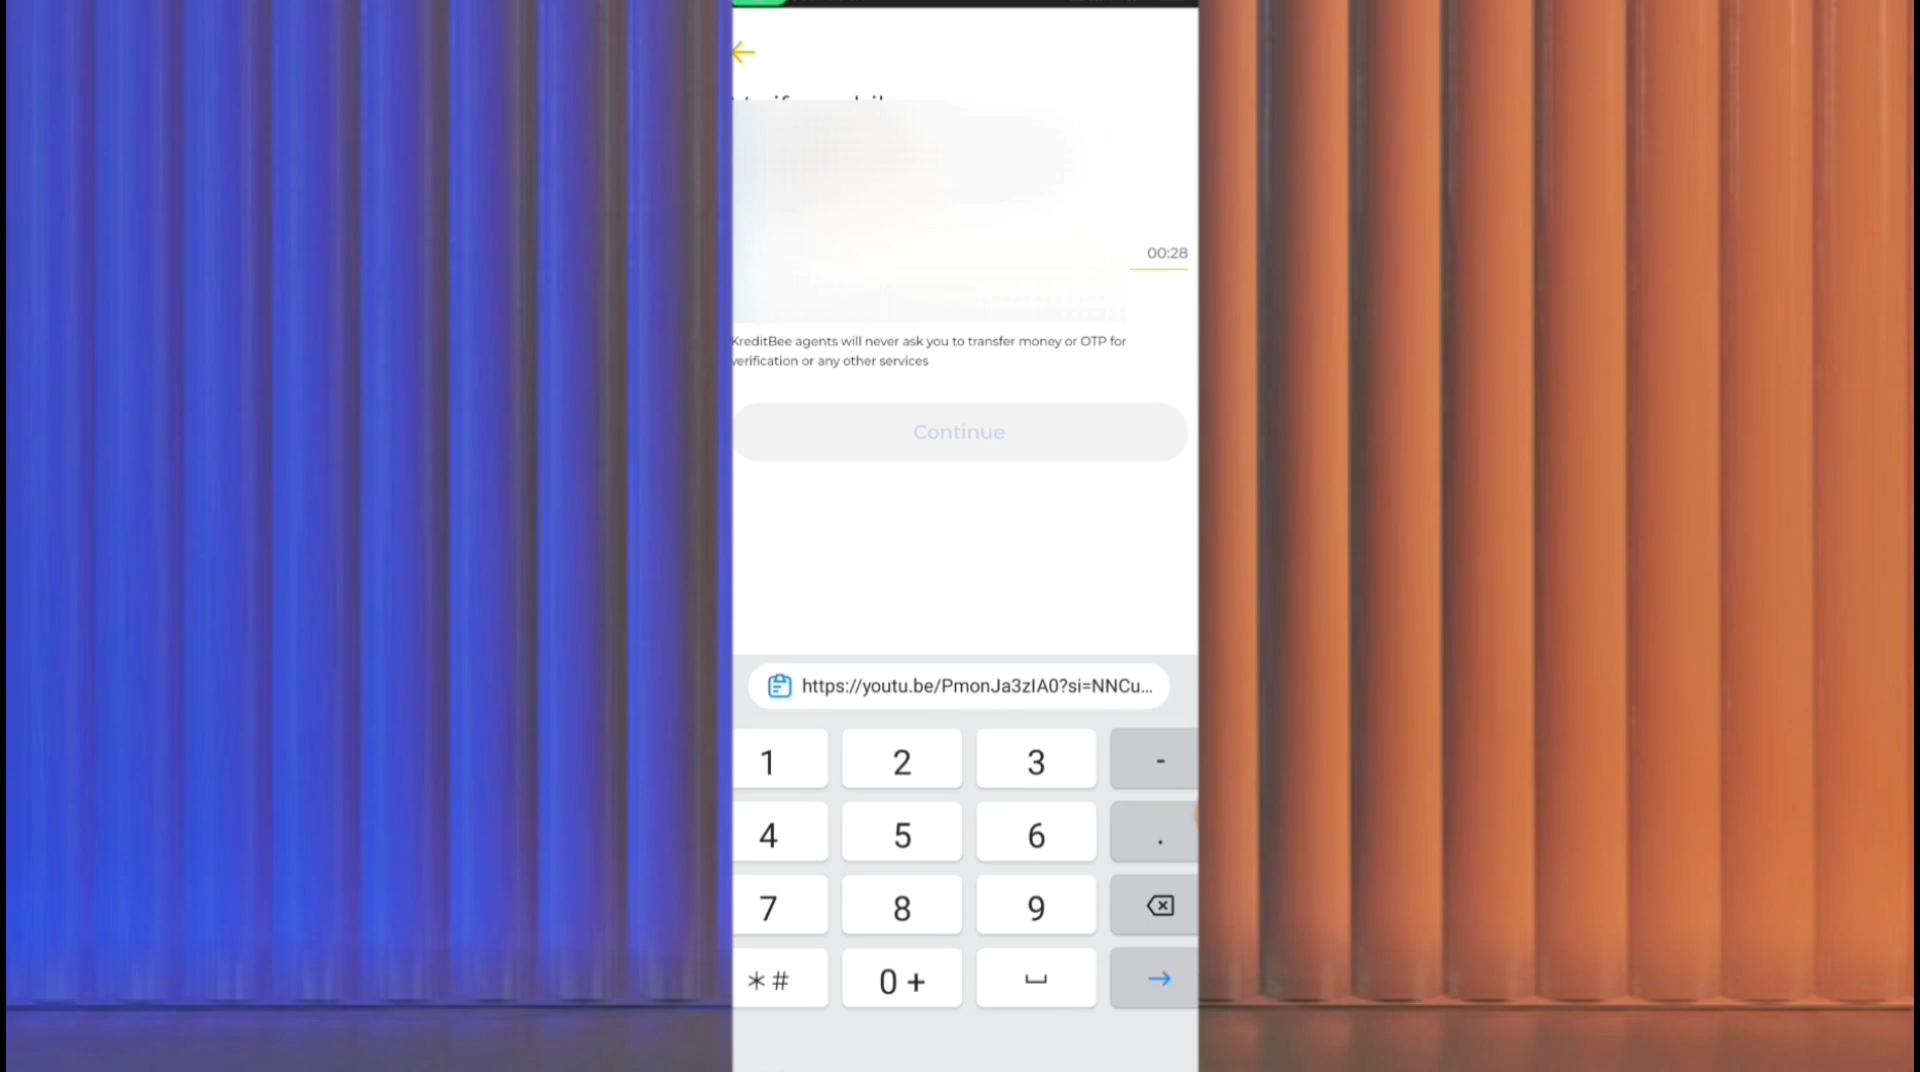 00:28
KreditBee agents will never ask you to transfer money or OTP for
verification or any other services
Continue
https://youtu.be/PmonJa3zIA0?si=NNCu...
1 2 3 -
4 5 6 .
7 8 9
*# 0 +